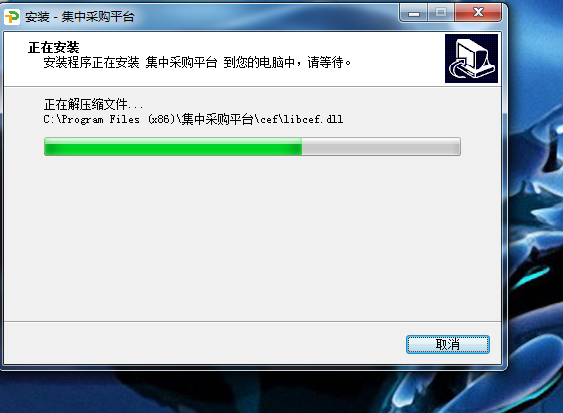 安装 - 集中采购平台
正在安装
安装程序正在安装 集中采购平台 到您的电脑中，请等待。
正在解压缩文件...
C:\Program Files (x86)\集中采购平台\cef\libcef.dll
取消